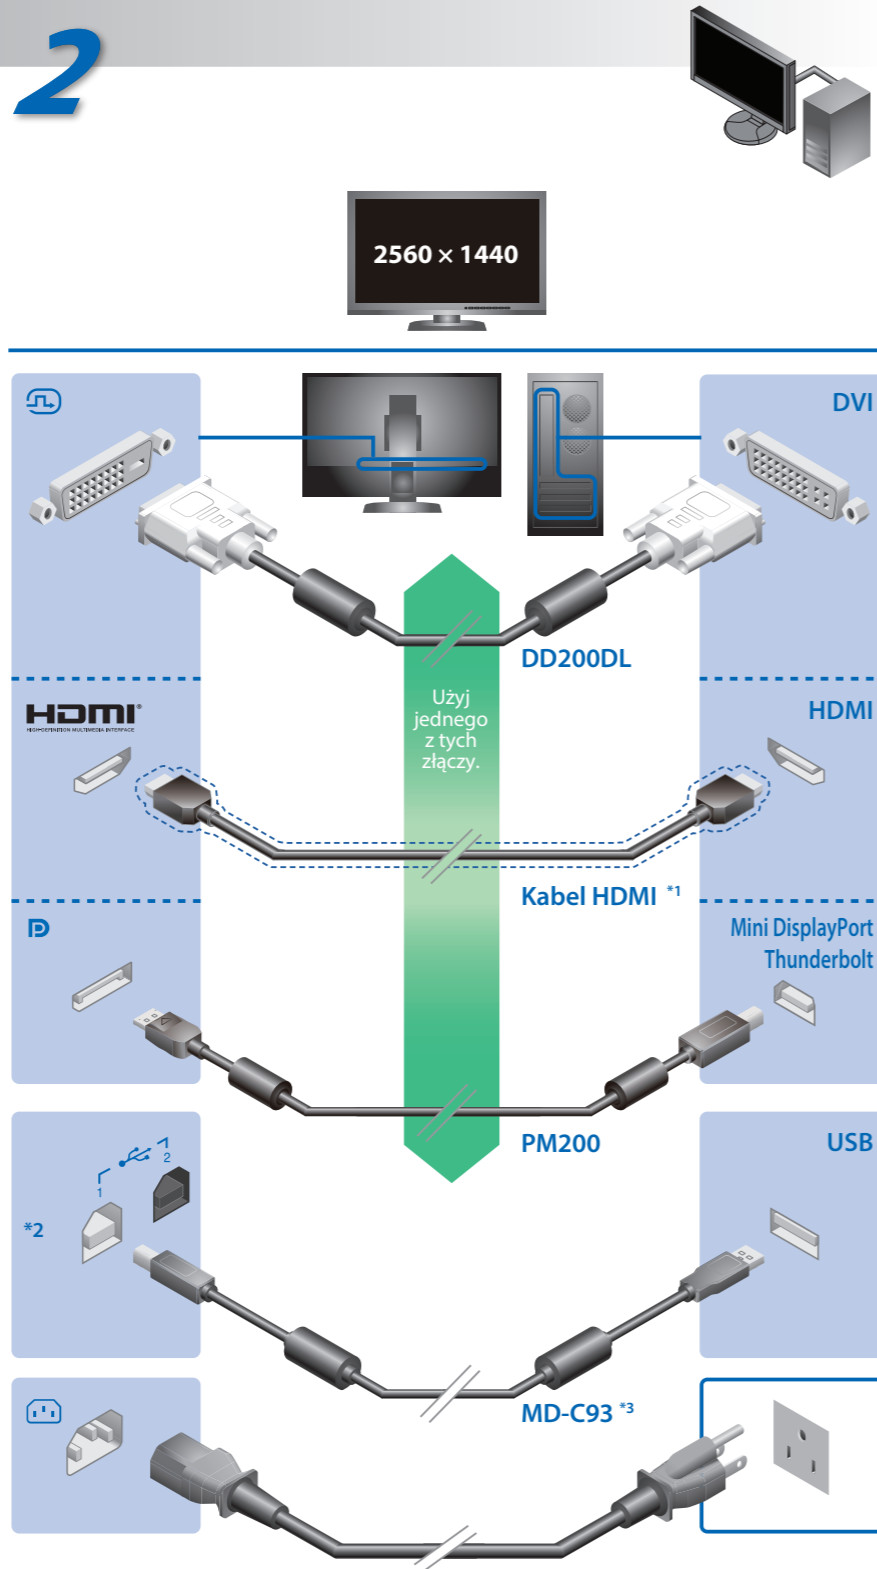 2
2560 × 1440
DVI
DD200DL
HDMI®
HIGH-DEFINITION MULTIMEDIA INTERFACE
HDMI
Użyj
jednego
z tych
złączy.
Kabel HDMI *1
Mini DisplayPort
Thunderbolt
PM200
USB
1
2
*2
MD-C93 *3